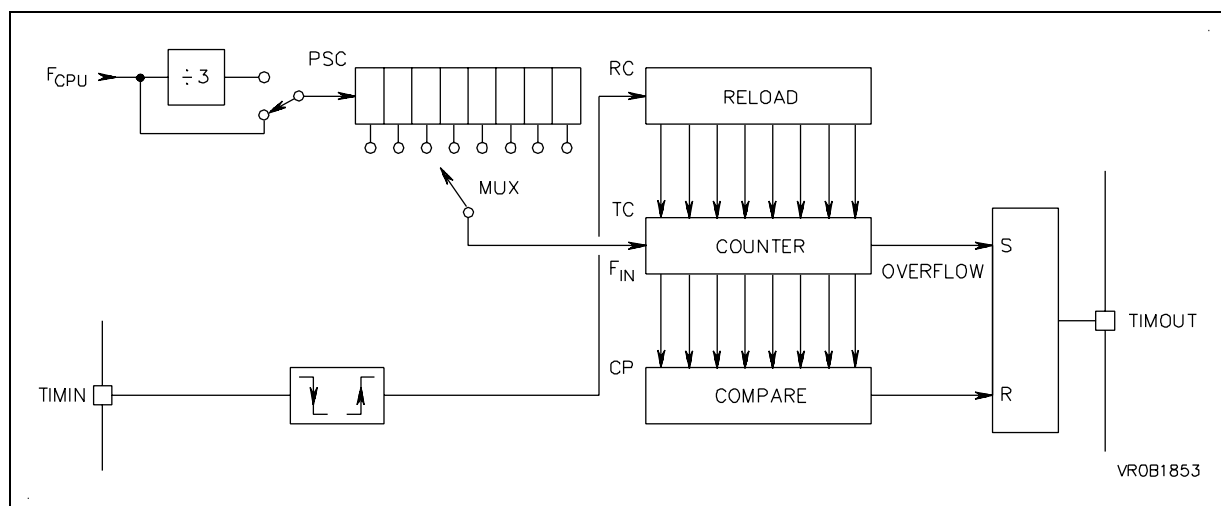 PSC
RC
F_CPU
÷3
RELOAD
MUX
TC
COUNTER
S
F_IN
OVERFLOW
TIMOUT
CP
TIMIN
COMPARE
R
VR0B1853